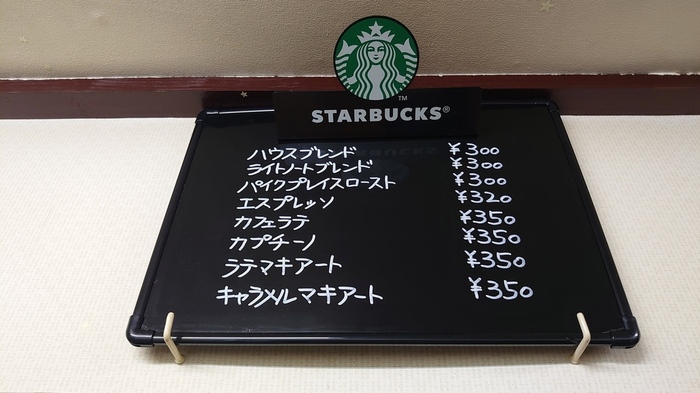 STARBUCKS®
TM
ハウスブレンド ¥300
ライトノートブレンド ¥300
パイクプレイスロースト ¥300
エスプレッソ ¥320
カフェラテ ¥350
カプチーノ ¥350
ラテマキアート ¥350
キャラメルマキアート ¥350